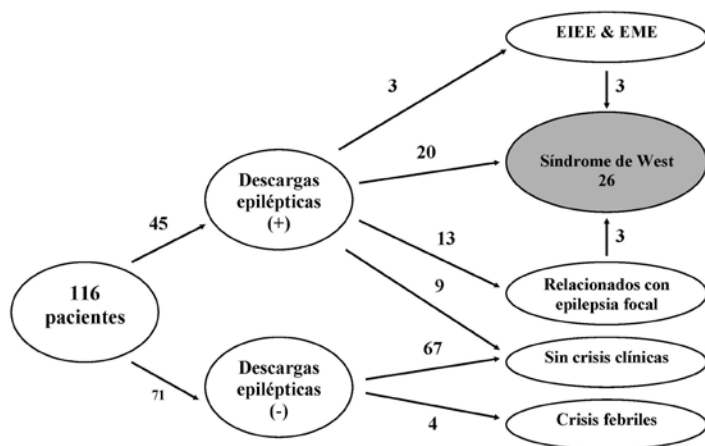 EIEE & EME
3
3
20
Síndrome de West
26
Descargas
epilépticas
(+)
45
13
3
9
Relacionados con
epilepsia focal
116
pacientes
67
Sin crisis clínicas
71
Descargas
epilépticas
(-)
4
Crisis febriles